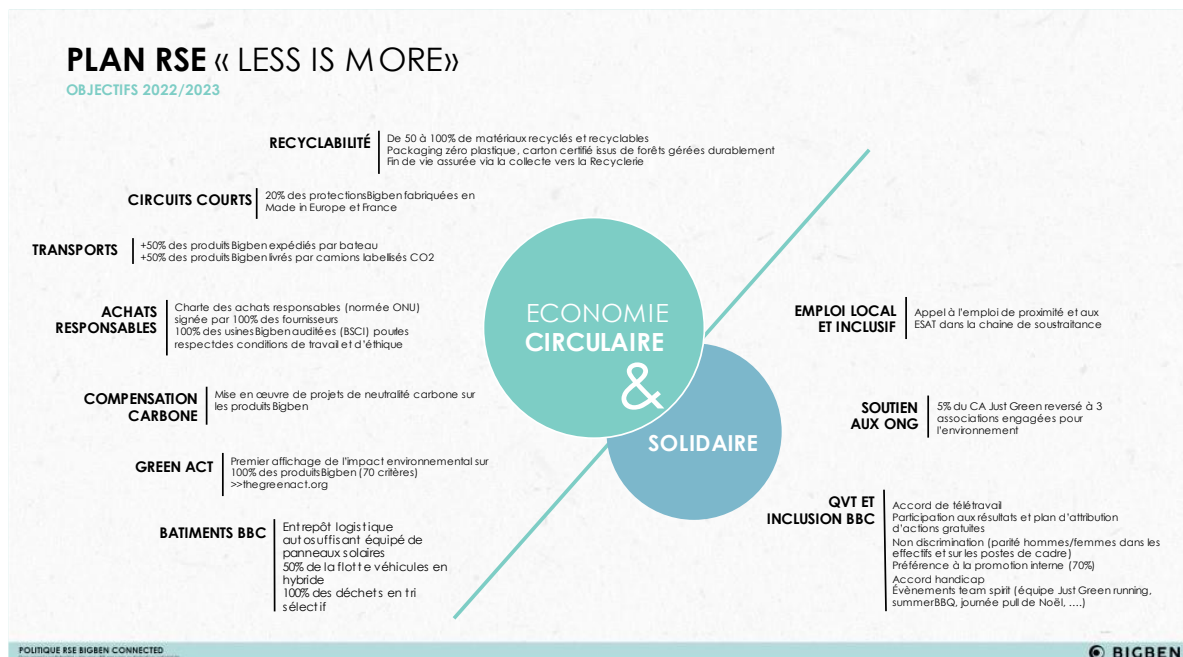 PLAN RSE « LESS IS MORE»
OBJECTIFS 2022/2023
RECYCLABILITÉ
De 50 à 100% de matériaux recyclés et recyclables
Packaging zéro plastique, carton certifié issus de forêts gérées durablement
Fin de vie assurée via la collecte vers la Recyclerie
CIRCUITS COURTS
20% des protectionsBigben fabriquées en
Made in Europe et France
TRANSPORTS
+50% des produits Bigben expédiés par bateau
+50% des produits Bigben livrés par camions labellisés CO2
ACHATS
RESPONSABLES
Charte des achats responsables (normée ONU)
signée par 100% des fournisseurs
100% des usines Bigben auditées (BSCI) pourles
respectdes conditions de travail et d'éthique
COMPENSATION
CARBONE
Mise en œuvre de projets de neutralité carbone sur
les produits Bigben
GREEN ACT
Premier affichage de l'impact environnemental sur
100% des produits Bigben (70 critères)
>>thegreenact.org
BATIMENTS BBC
Entrepôt logistique
autosuffisant équipé de
panneaux solaires
50% de la flotte véhicules en
hybride
100% des déchets en tri
sélectif
ECONOMIE
CIRCULAIRE
&
SOLIDAIRE
EMPLOI LOCAL
ET INCLUSIF
Appel à l'emploi de proximité et aux
ESAT dans la chaine de soustraitance
SOUTIEN
AUX ONG
5% du CA Just Green reversé à 3
associations engagées pour
l'environnement
QVT ET
INCLUSION BBC
Accord de télétravail
Participation aux résultats et plan d'attribution
d'actions gratuites
Non discrimination (parité hommes/femmes dans les
effectifs et sur les postes de cadre)
Préférence à la promotion interne (70%)
Accord handicap
Évènements team spirit (équipe Just Green running,
summer BBQ, journée pull de Noël, ….)
POLITIQUE RSE BIGBEN CONNECTED
BIGBEN